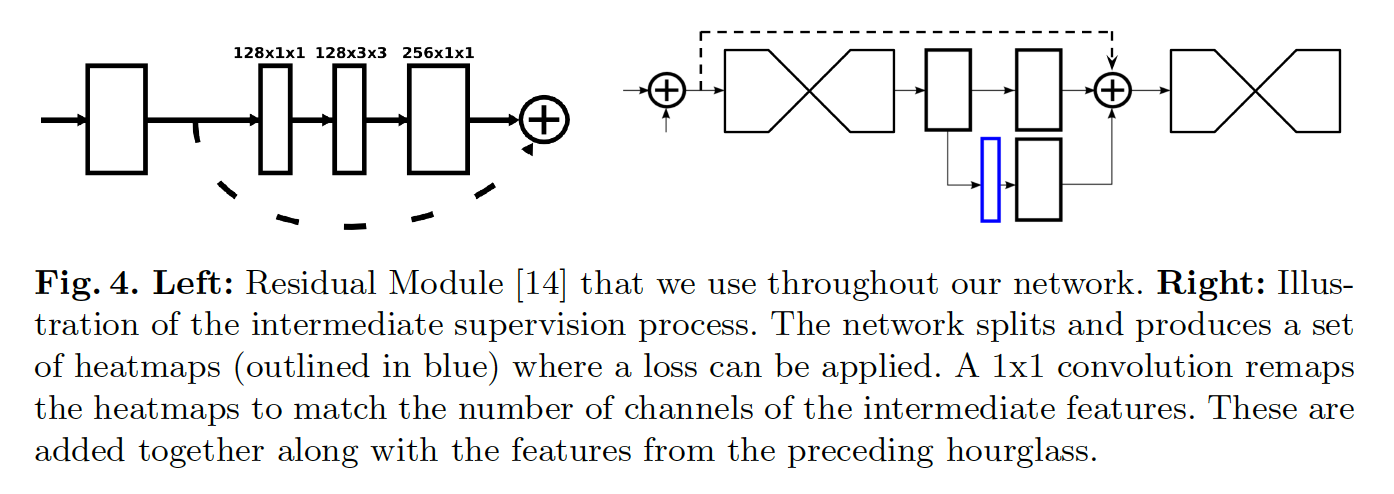 128x1x1 128x3x3 256x1x1
Fig. 4. Left: Residual Module [14] that we use throughout our network. Right: Illus-
tration of the intermediate supervision process. The network splits and produces a set
of heatmaps (outlined in blue) where a loss can be applied. A 1x1 convolution remaps
the heatmaps to match the number of channels of the intermediate features. These are
added together along with the features from the preceding hourglass.